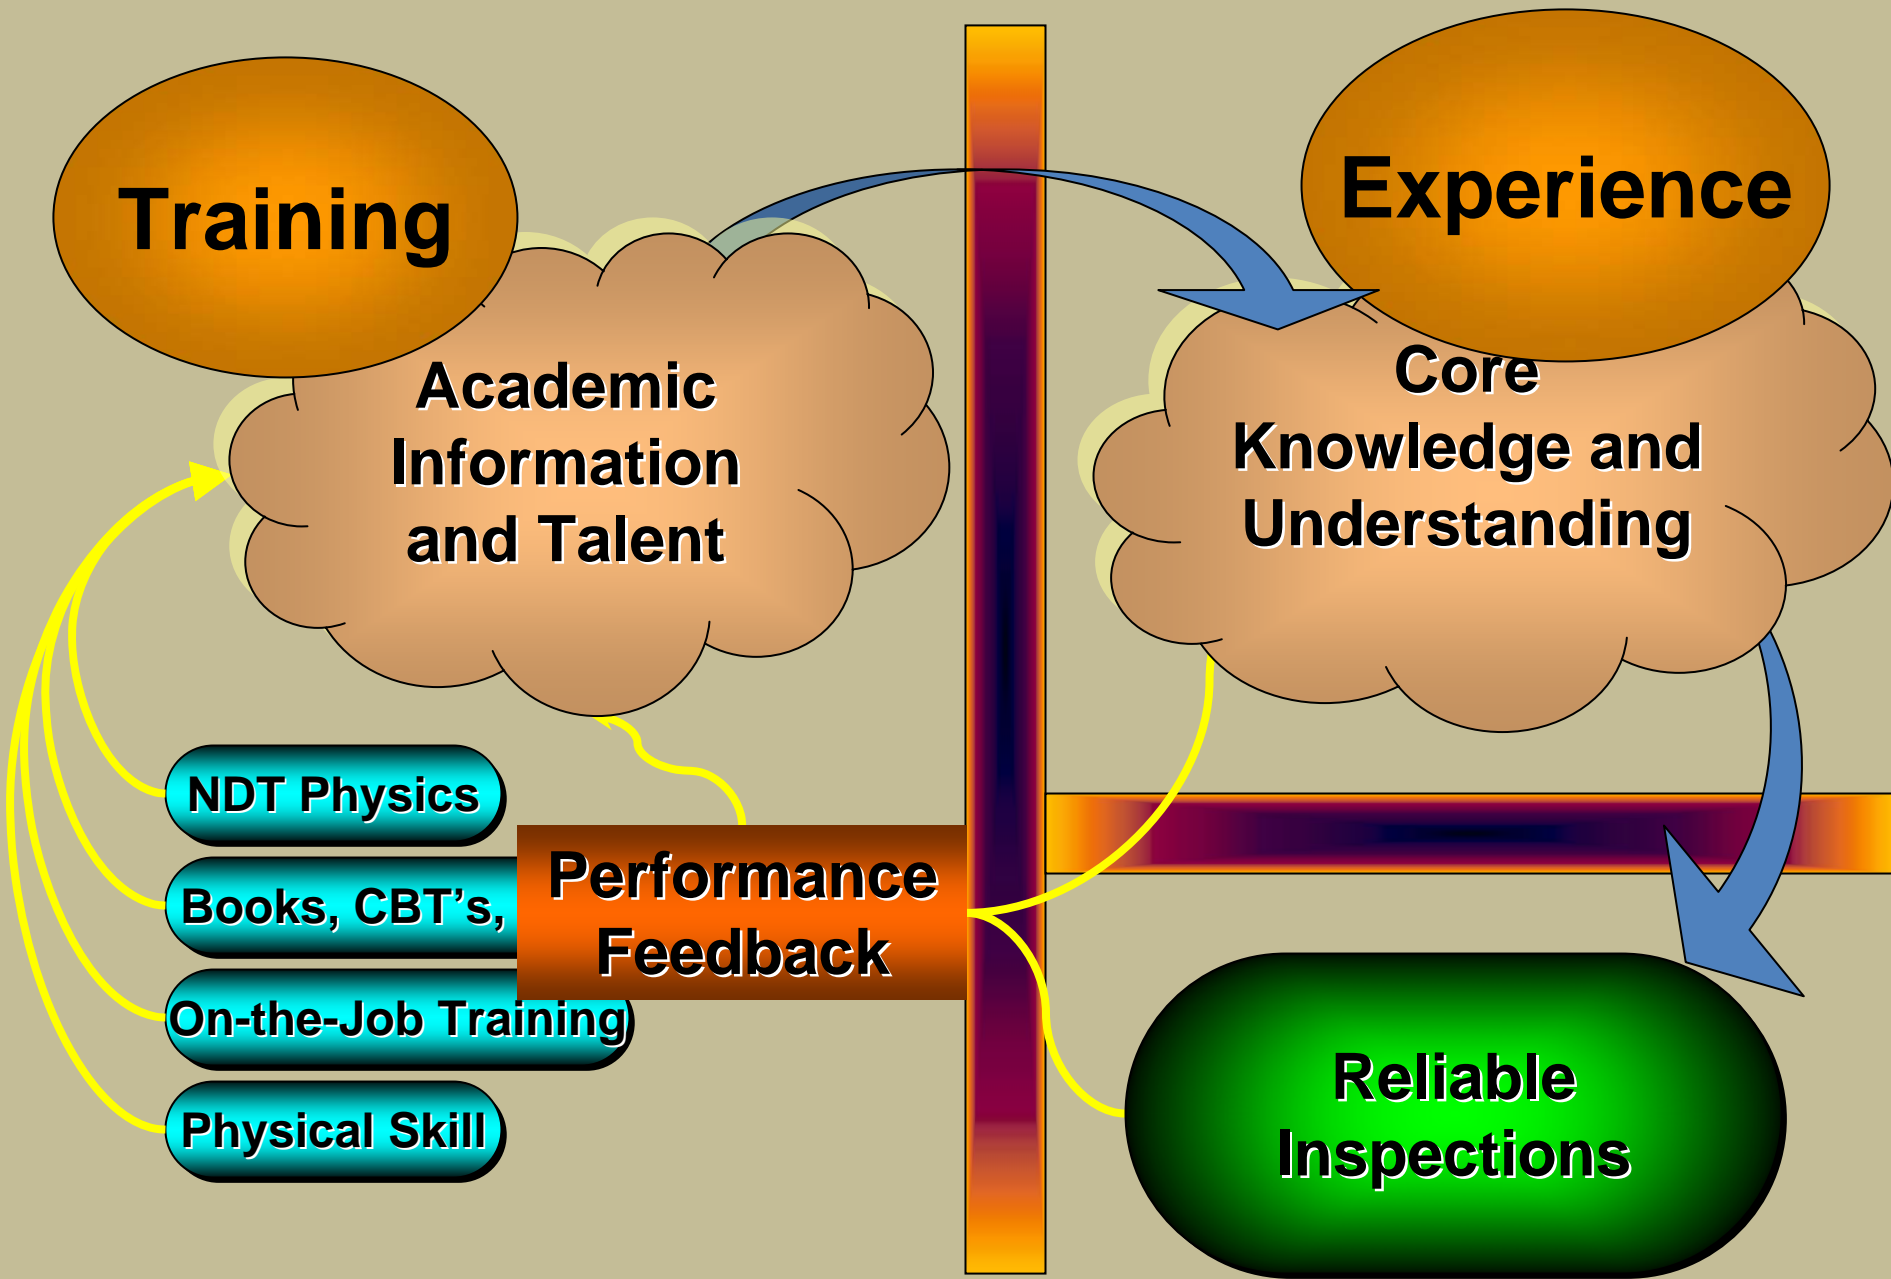 Training
Academic
Information
and Talent
NDT Physics
Books, CBT’s,
On-the-Job Training
Physical Skill
Performance
Feedback
Experience
Core
Knowledge and
Understanding
Reliable
Inspections